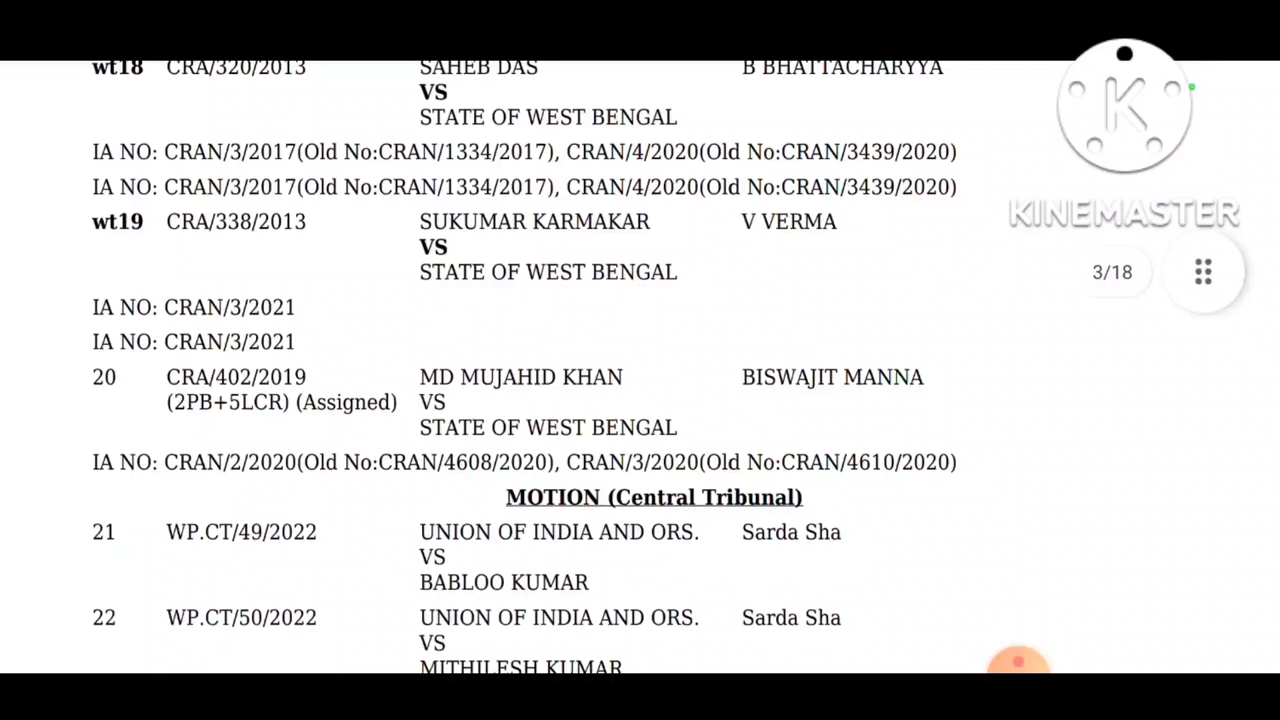 wt18 CRA/320/2013 SAHEB DAS B BHATTACHARYYA
VS
STATE OF WEST BENGAL
IA NO: CRAN/3/2017(Old No:CRAN/1334/2017), CRAN/4/2020(Old No:CRAN/3439/2020)
IA NO: CRAN/3/2017(Old No:CRAN/1334/2017), CRAN/4/2020(Old No:CRAN/3439/2020)
wt19 CRA/338/2013 SUKUMAR KARMAKAR V VERMA
VS
STATE OF WEST BENGAL
IA NO: CRAN/3/2021
IA NO: CRAN/3/2021
20 CRA/402/2019 MD MUJAHID KHAN BISWAJIT MANNA
(2PB+5LCR) (Assigned) VS
STATE OF WEST BENGAL
IA NO: CRAN/2/2020(Old No:CRAN/4608/2020), CRAN/3/2020(Old No:CRAN/4610/2020)
MOTION (Central Tribunal)
21 WP.CT/49/2022 UNION OF INDIA AND ORS. Sarda Sha
VS
BABLOO KUMAR
22 WP.CT/50/2022 UNION OF INDIA AND ORS. Sarda Sha
VS
MITHILESH KUMAR
K
KINEMASTER
3/18